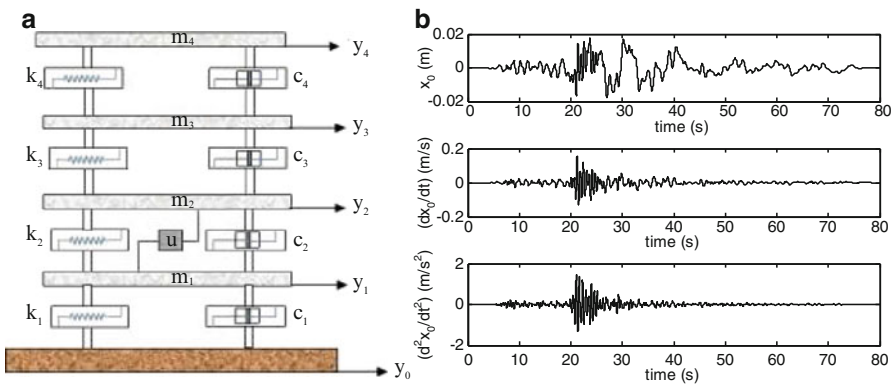 a
m₄
y₄
k₄
c₄
m₃
y₃
k₃
c₃
m₂
y₂
k₂
u
c₂
m₁
y₁
k₁
c₁
y₀
b
x₀ (m)
0.02
0
-0.02
0 10 20 30 40 50 60 70 80
time (s)
(dx₀/dt) (m/s)
0.2
0
-0.2
0 10 20 30 40 50 60 70 80
time (s)
(d²x₀/dt²) (m/s²)
2
0
-2
0 10 20 30 40 50 60 70 80
time (s)